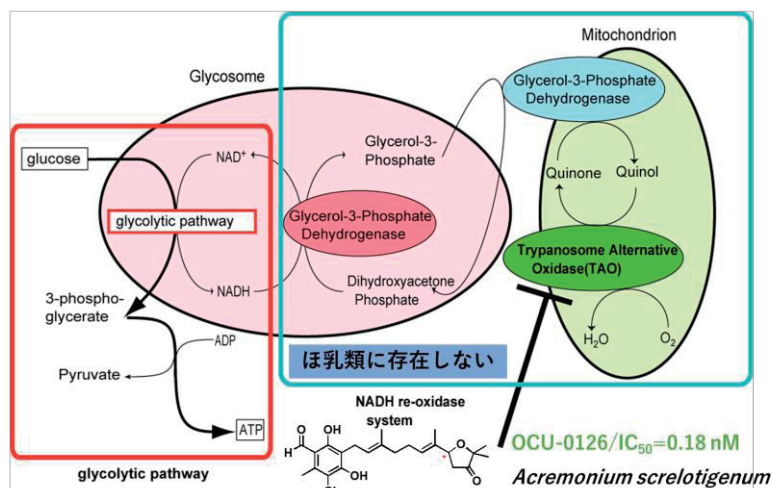 Mitochondrion
Glycosome
Glycerol-3-Phosphate
Dehydrogenase
Glycerol-3-
Phosphate
glucose
NAD⁺
Quinone
Quinol
glycolytic pathway
Glycerol-3-Phosphate
Dehydrogenase
Trypanosome Alternative
Oxidase(TAO)
NADH
Dihydroxyacetone
Phosphate
3-phospho-
glycerate
ADP
H₂O
O₂
ほ乳類に存在しない
Pyruvate
ATP
NADH re-oxidase
system
O
OH
HO
OH
O
O
glycolytic pathway
OCU-0126/IC₅₀=0.18 nM
Acremonium screlotigenum